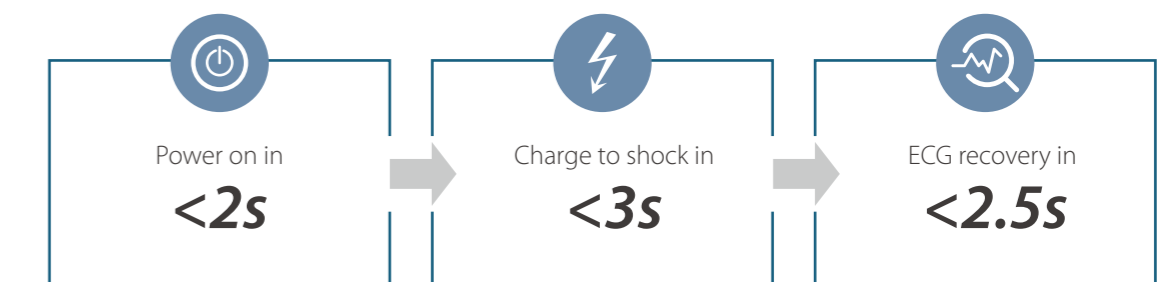 Power on in
<2s
Charge to shock in
<3s
ECG recovery in
<2.5s